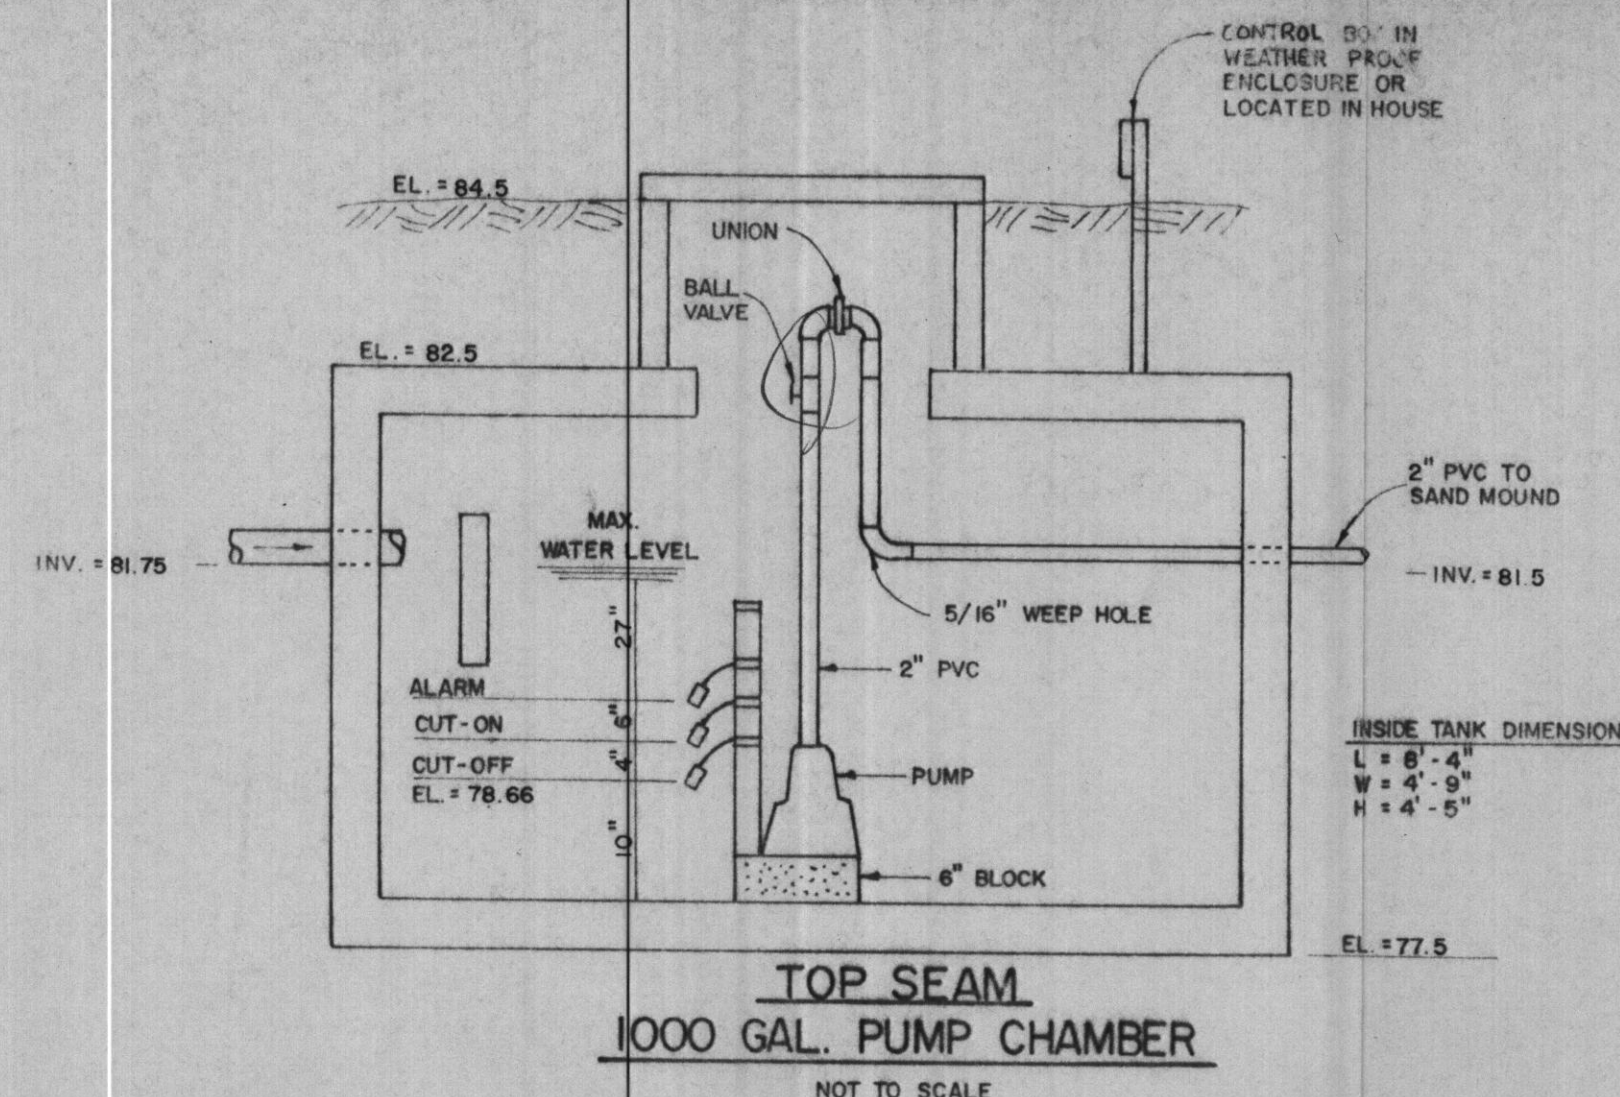 CONTROL BOX IN
WEATHER PROOF
ENCLOSURE OR
LOCATED IN HOUSE
EL. = 84.5
UNION
BALL
VALVE
EL. = 82.5
2" PVC TO
SAND MOUND
MAX.
WATER LEVEL
INV. = 81.75
INV. = 81.5
27"
5/16" WEEP HOLE
2" PVC
ALARM
6"
CUT-ON
4"
CUT-OFF
EL. = 78.66
PUMP
INSIDE TANK DIMENSION
L = 8' - 4"
W = 4' - 9"
H = 4' - 5"
10"
6" BLOCK
EL. = 77.5
TOP SEAM
1000 GAL. PUMP CHAMBER
NOT TO SCALE